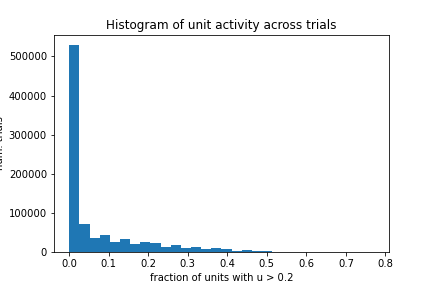 Histogram of unit activity across trials
500000
400000
300000
200000
100000
0
0.0 0.1 0.2 0.3 0.4 0.5 0.6 0.7 0.8
fraction of units with u > 0.2